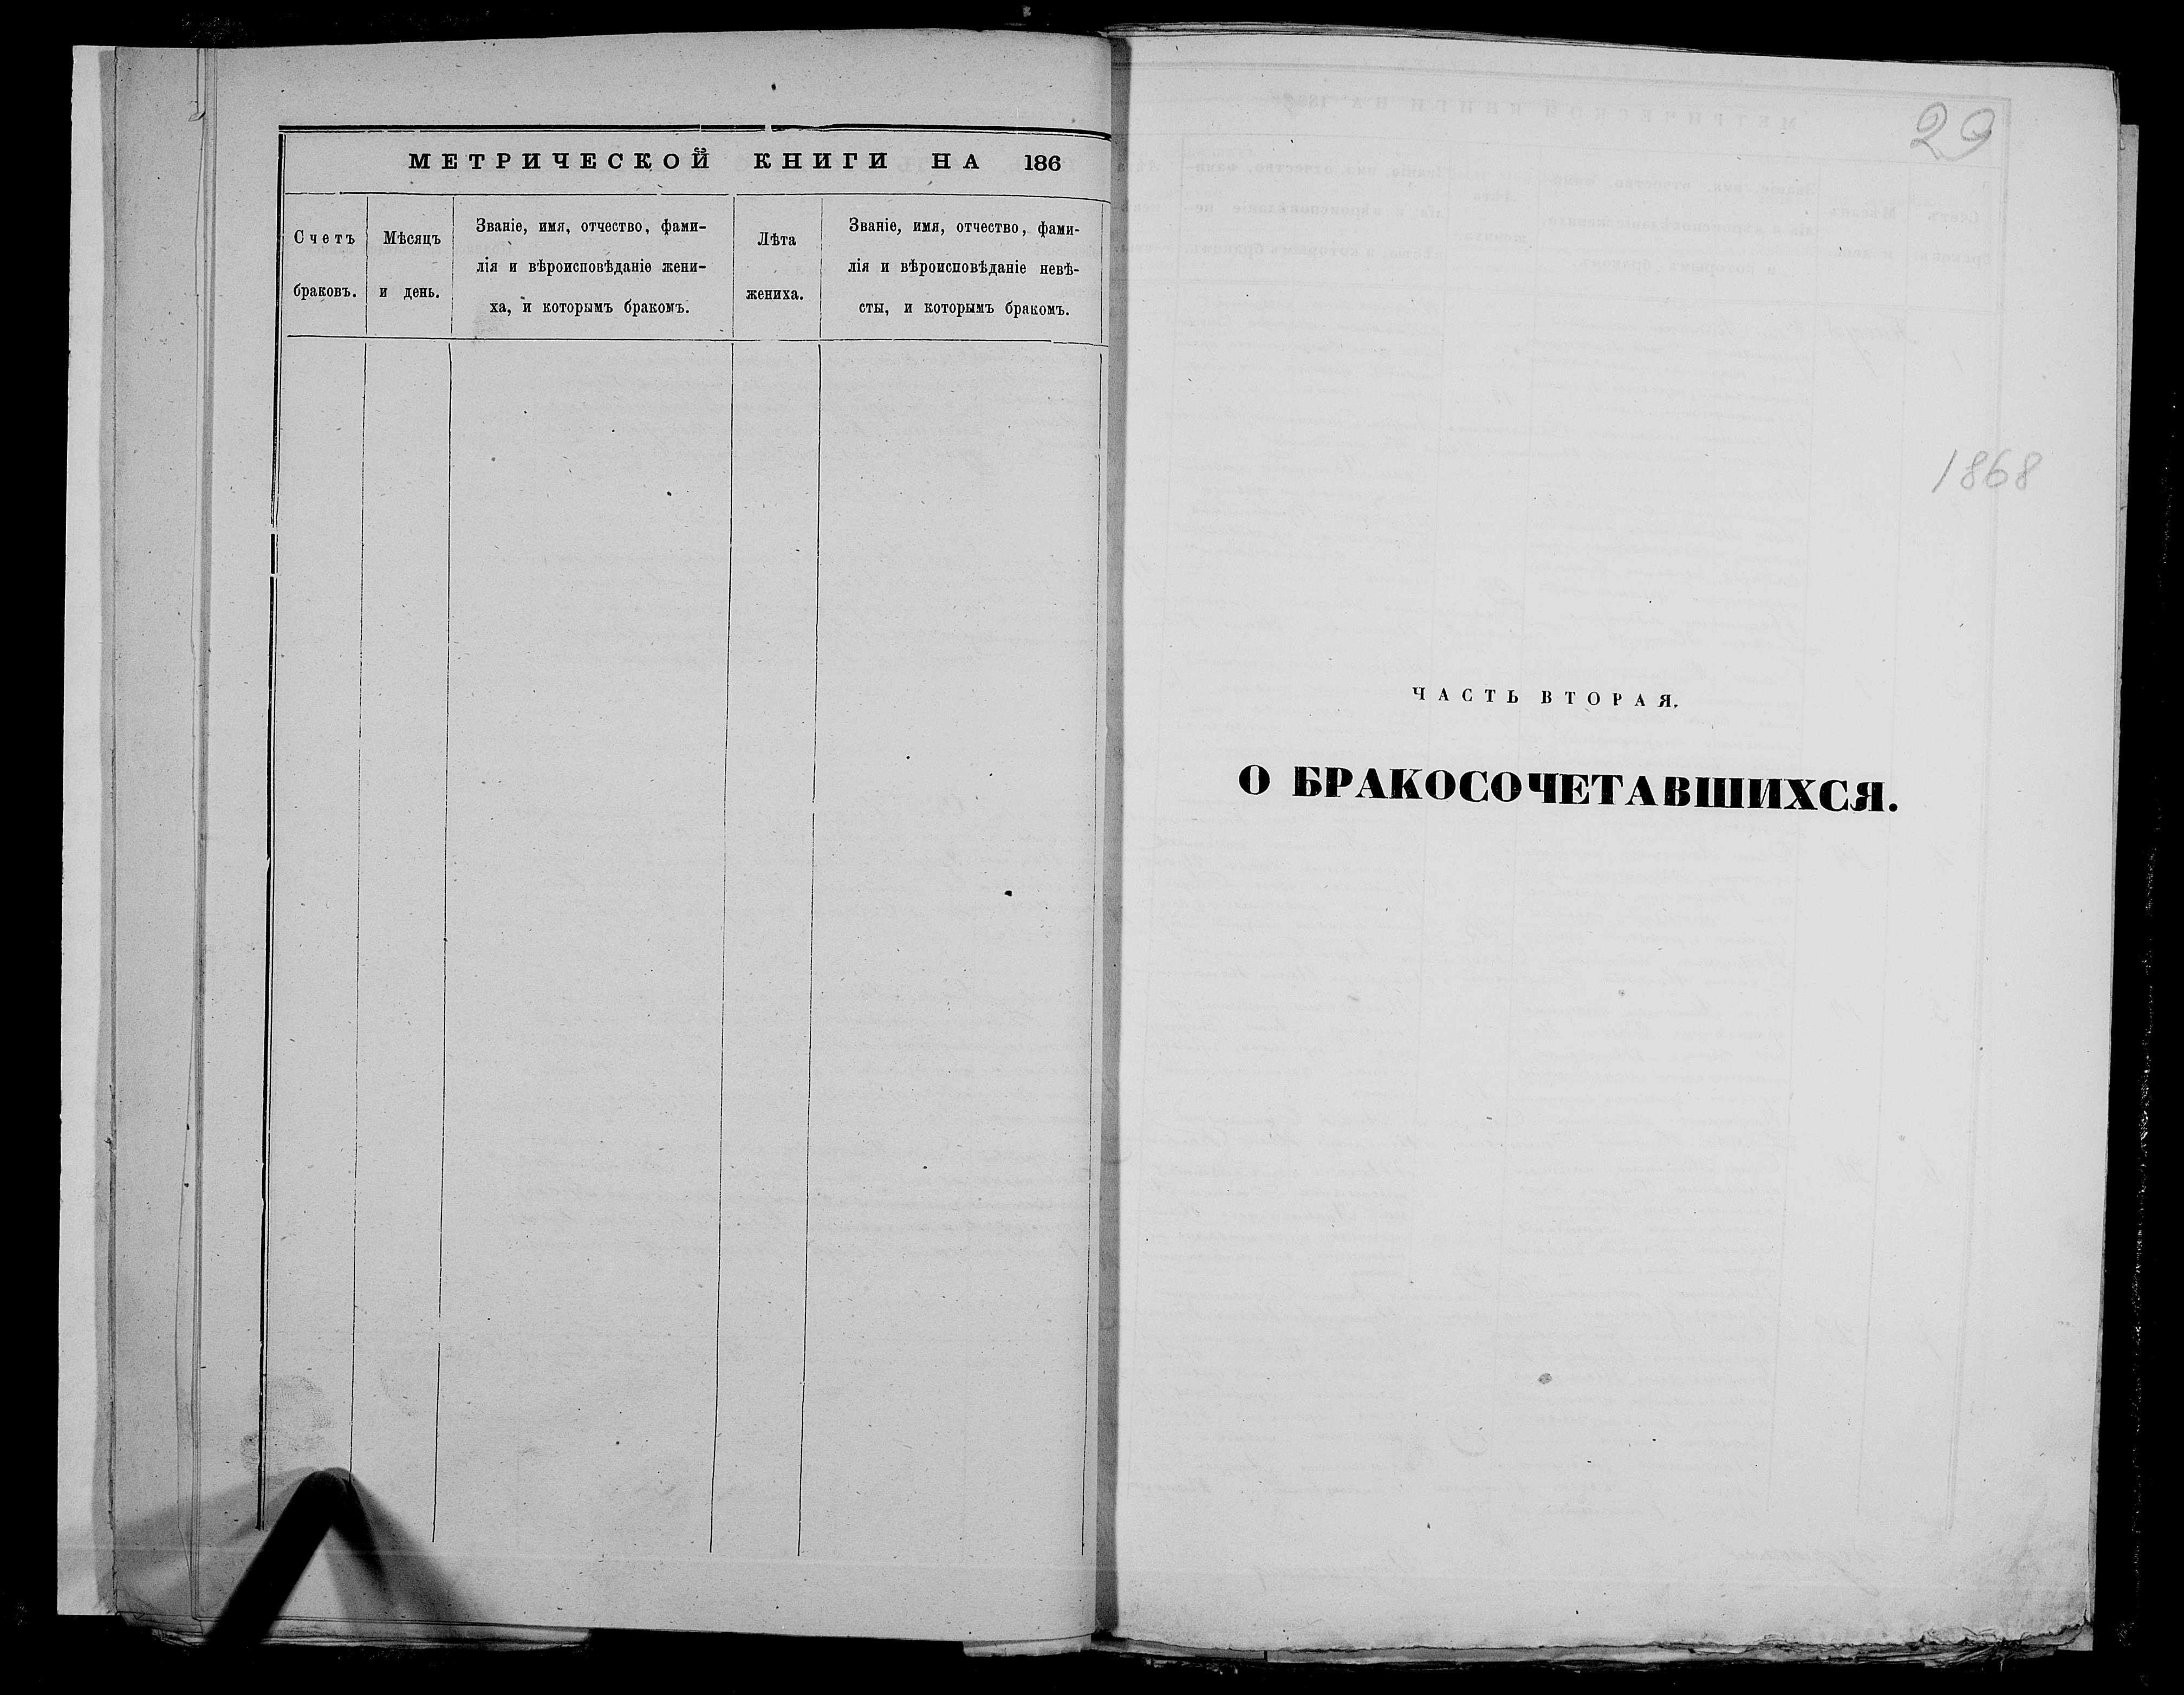 МЕТРИЧЕСКОЙ КНИГИ НА 186
Счетъ
браковъ.
Мѣсяцъ
и день.
Званіе, имя, отчество, фами-
лія и вѣроисповѣданіе жени-
ха, и которымъ бракомъ.
Лѣта
жениха.
Званіе, имя, отчество, фами-
лія и вѣроисповѣданіе невѣ-
сты, и которымъ бракомъ.
29
1868
ЧАСТЬ ВТОРАЯ.
О БРАКОСОЧЕТАВШИХСЯ.